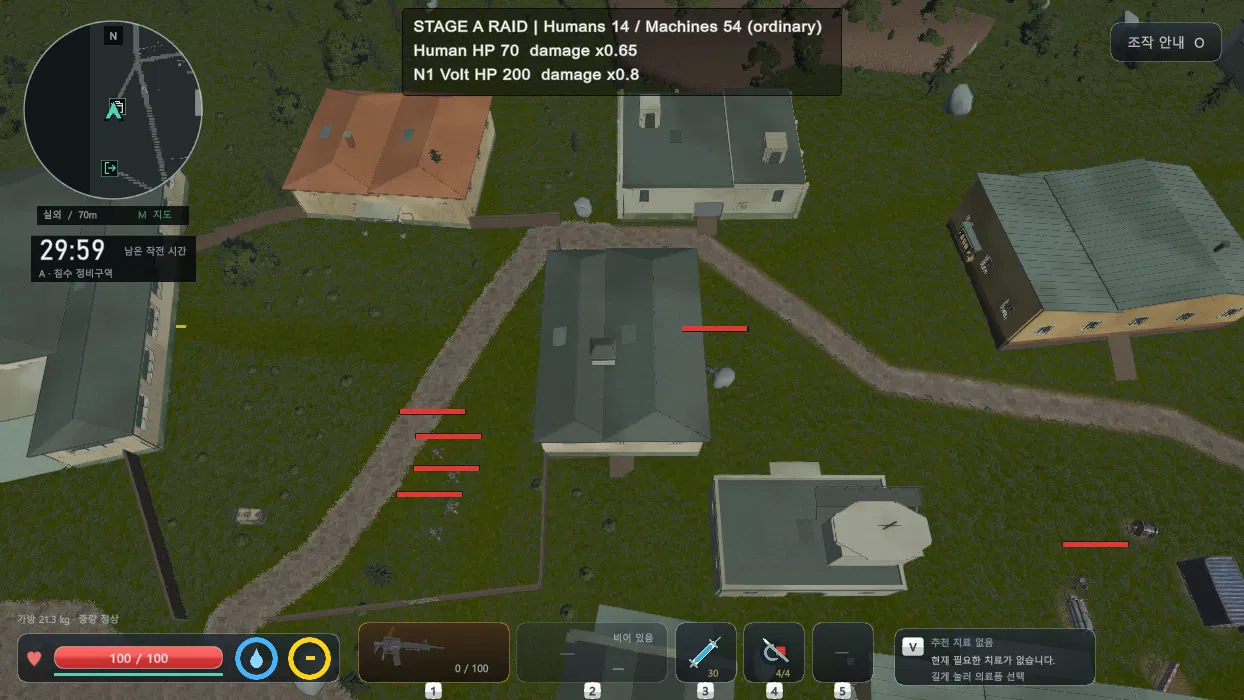 STAGE A RAID | Humans 14 / Machines 54 (ordinary)
Human HP 70 damage x0.65
N1 Volt HP 200 damage x0.8
조작 안내 O
N
실외 / 70m M 지도
29:59 남은 작전 시간
A · 침수 정비구역
가방 21.3 kg · 중량 정상
100 / 100
0 / 100
1
비어 있음
2
30
3
4/4
4
5
V 추천 치료 없음
현재 필요한 치료가 없습니다.
길게 눌러 의료품 선택